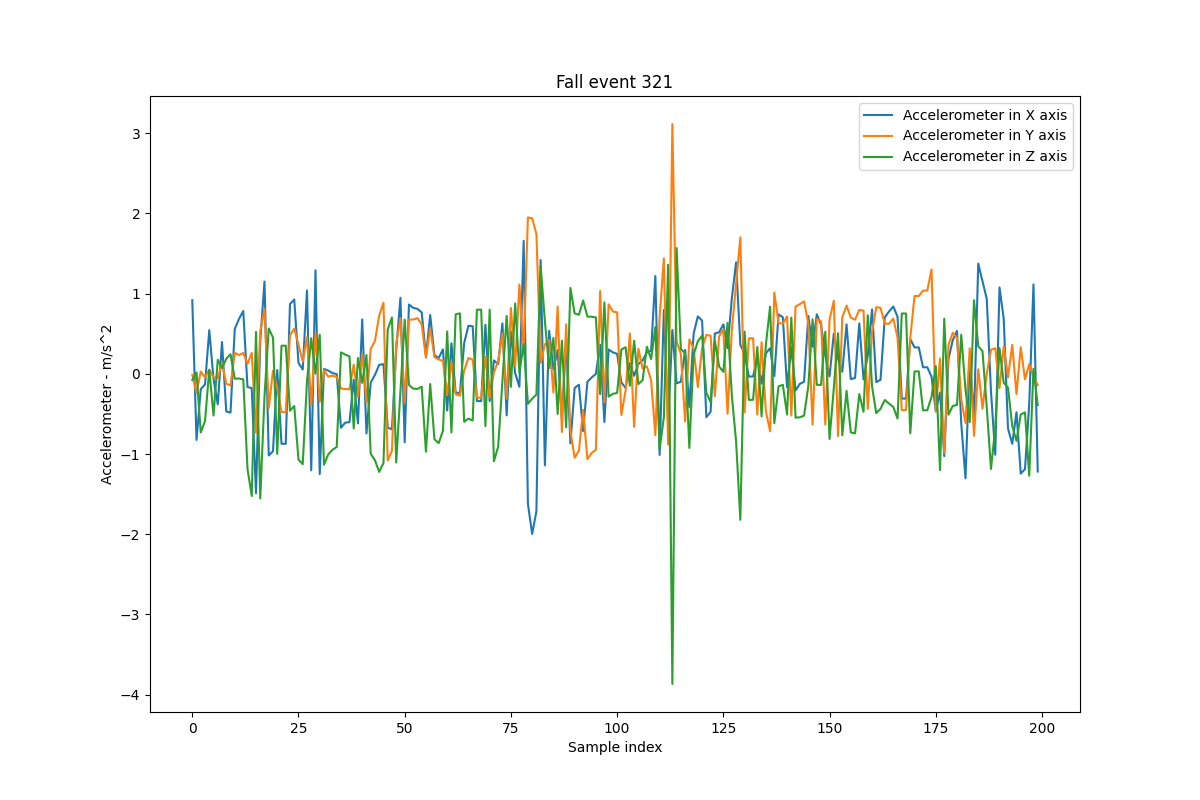 Fall event 321
Accelerometer in X axis
Accelerometer in Y axis
Accelerometer in Z axis
Accelerometer - m/s^2
3
2
1
0
−1
−2
−3
−4
0
25
50
75
100
125
150
175
200
Sample index